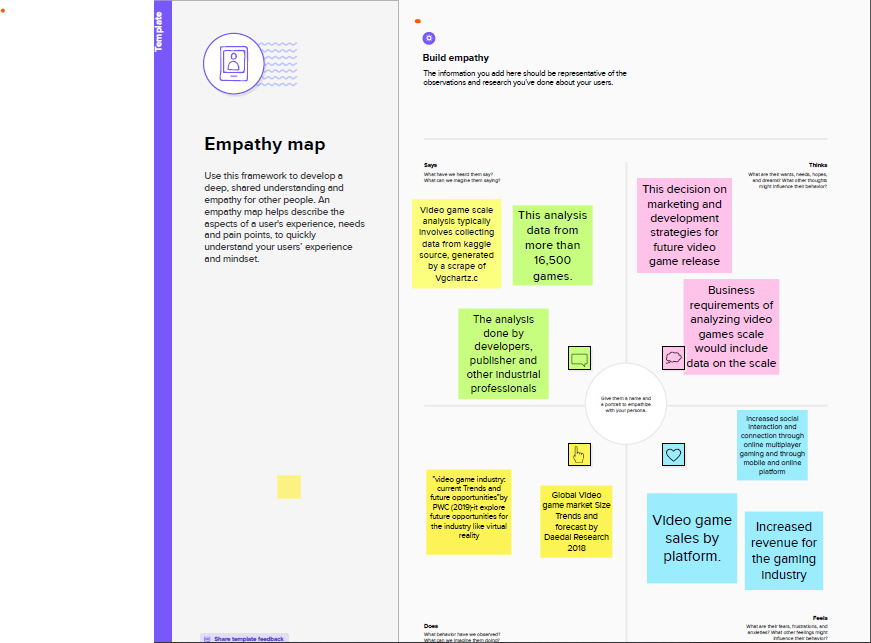 Template
Empathy map
Use this framework to develop a
deep, shared understanding and
empathy for other people. An
empathy map helps describe the
aspects of a user's experience, needs
and pain points, to quickly
understand your users' experience
and mindset.
Share template feedback
Build empathy
The information you add here should be representative of the
observations and research you've done about your users.
Says
What have we heard them say?
What can we magine them saying?
Thinks
What are their wants, needs, hopes,
and dreams? What other thoughts
might influence their behavior?
Video game scale
analysis typically
involves collecting
data from kaggle
source, generated
by a scrape of
Vgchartz.c
This analysis
data from
more than
16,500
games.
The analysis
done by
developers,
publisher and
other industrial
professionals
This decision on
marketing and
development
strategies for
future video
game release
Business
requirements of
analyzing video
games scale
would include
data on the scale
Give them a name and
a portrait to empathize
with your persona.
"video game industry:
current Trends and
future opportunities"by
PWC (2019)-it explore
future opportunities for
the industry like virtual
reality
Global Video
game market Size
Trends and
forecast by
Daedal Research
2018
Increased social
interaction and
connection through
online multiplayer
gaming and through
mobile and online
platform
Video game
sales by
platform.
Increased
revenue for
the gaming
industry
Does
What behavior have we observed?
What can we imagine them doing?
Feels
What are their fears, frustrations, and
anxieties? What other feelings might
influence their behavior?